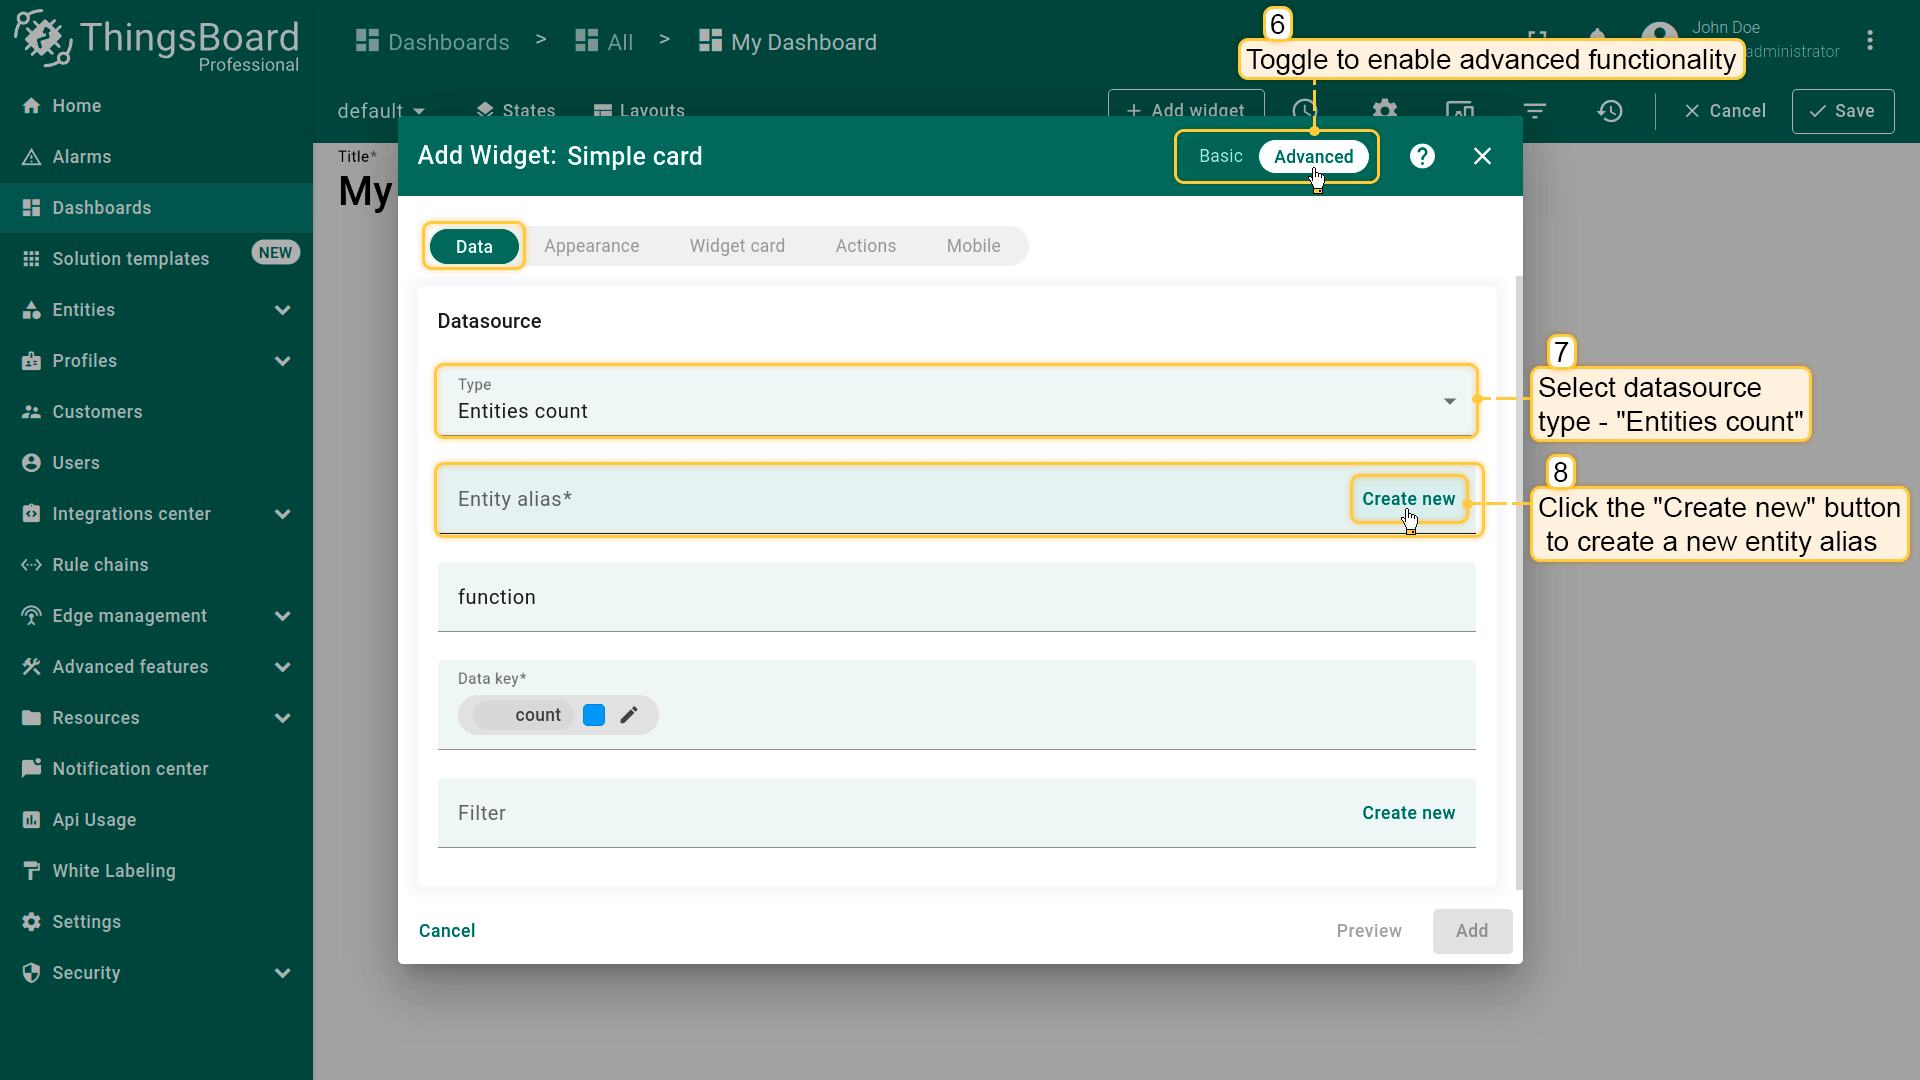 ThingsBoard
Professional
Home
Alarms
Dashboards
Solution templates
NEW
Entities
Profiles
Customers
Users
Integrations center
Rule chains
Edge management
Advanced features
Resources
Notification center
Api Usage
White Labeling
Settings
Security
Dashboards > All > My Dashboard
John Doe
administrator
default
States
Layouts
+ Add widget
Cancel
Save
Title*
My
6
Toggle to enable advanced functionality
Add Widget: Simple card
Basic
Advanced
?
Data
Appearance
Widget card
Actions
Mobile
Datasource
Type
Entities count
7
Select datasource
type - "Entities count"
Entity alias*
Create new
8
Click the "Create new" button
to create a new entity alias
function
Data key*
count
Filter
Create new
Cancel
Preview
Add